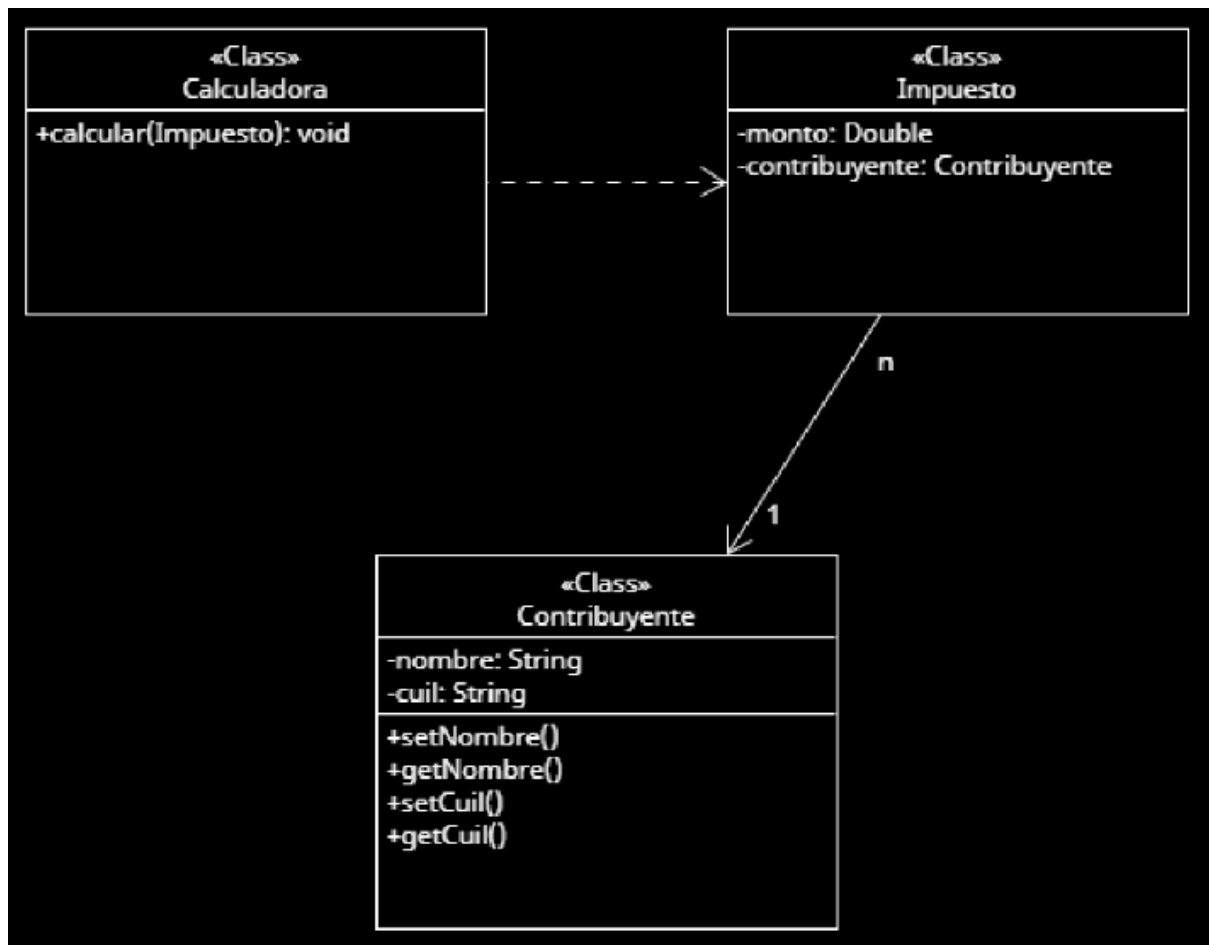 «Class»
Calculadora
+calcular(Impuesto): void
«Class»
Impuesto
-monto: Double
-contribuyente: Contribuyente
n
1
«Class»
Contribuyente
-nombre: String
-cuil: String
+setNombre()
+getNombre()
+setCuil()
+getCuil()